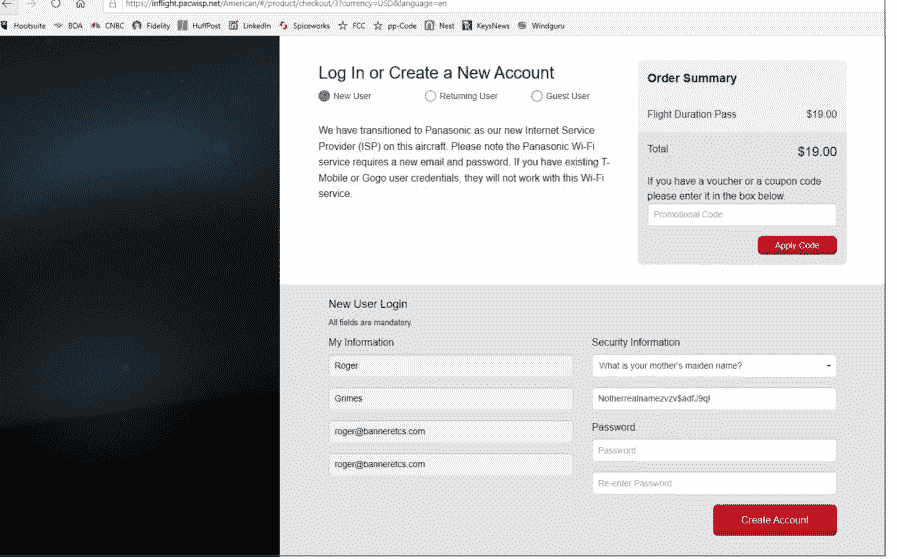 https://inflight.pacwisp.net/American/#/product/checkout/3?currency=USD&language=en
Hootsuite BOA CNBC Fidelity HuffPost LinkedIn Spiceworks FCC pp-Code Nest KeysNews Windguru
Log In or Create a New Account
New User Returning User Guest User
We have transitioned to Panasonic as our new Internet Service
Provider (ISP) on this aircraft. Please note the Panasonic Wi-Fi
service requires a new email and password. If you have existing T-
Mobile or Gogo user credentials, they will not work with this Wi-Fi
service.
Order Summary
Flight Duration Pass $19.00
Total $19.00
If you have a voucher or a coupon code
please enter it in the box below.
Promotional Code
Apply Code
New User Login
All fields are mandatory.
My Information
Roger
Grimes
roger@banneretcs.com
roger@banneretcs.com
Security Information
What is your mother's maiden name?
Notherrealnamezvzv$adfJ9q!
Password
Password
Re-enter Password
Create Account